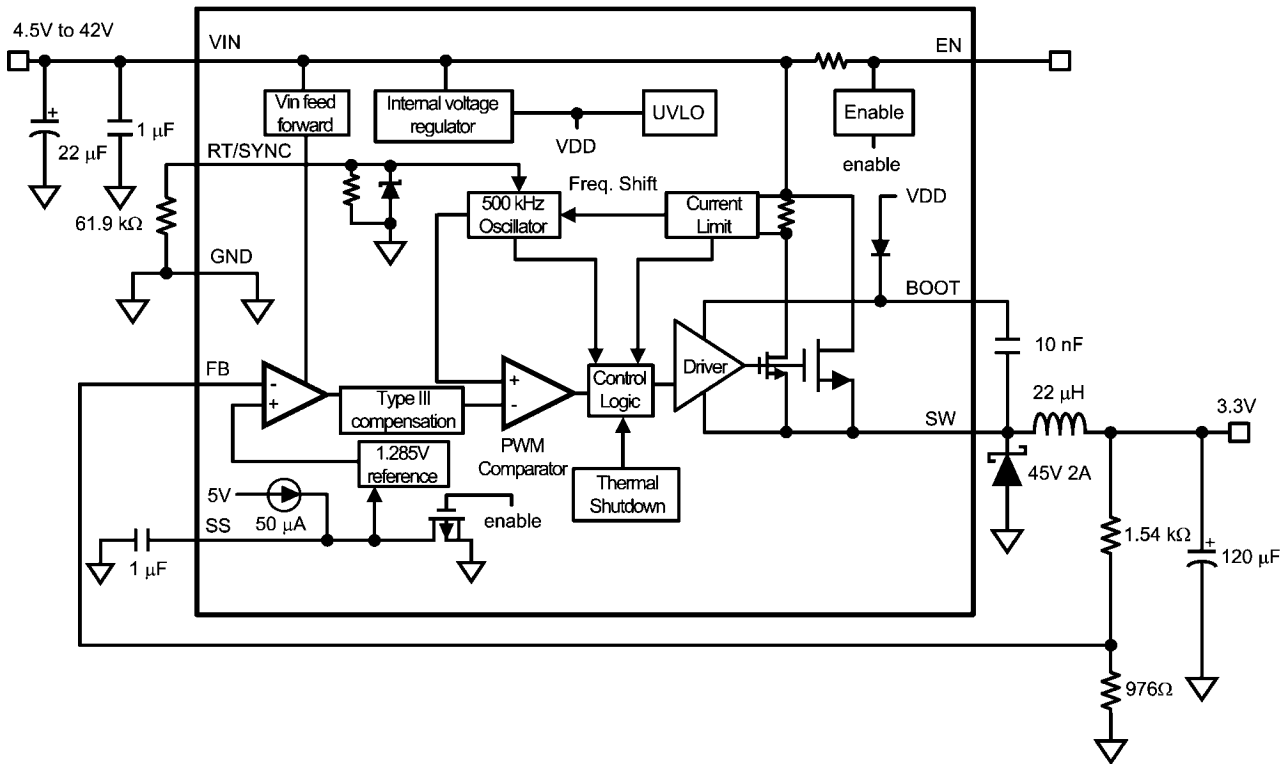 4.5V to 42V
VIN
EN
Vin feed
forward
Internal voltage
regulator
UVLO
VDD
Enable
enable
+
22 µF
1 µF
RT/SYNC
61.9 kΩ
500 kHz
Oscillator
Freq. Shift
Current
Limit
VDD
GND
BOOT
10 nF
FB
-
+
Type III
compensation
+
-
PWM
Comparator
Control
Logic
Driver
SW
22 µH
3.3V
1.285V
reference
Thermal
Shutdown
45V 2A
5V
50 µA
SS
1 µF
enable
1.54 kΩ
+
120 µF
976Ω